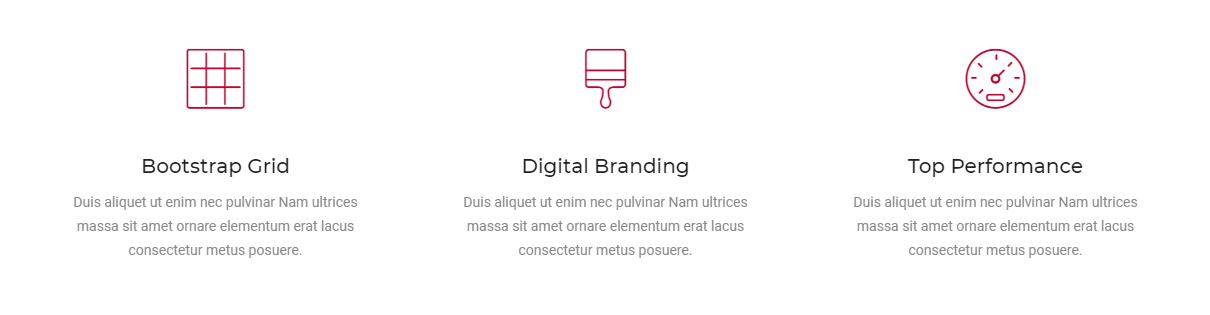 Bootstrap Grid
Duis aliquet ut enim nec pulvinar Nam ultrices
massa sit amet ornare elementum erat lacus
consectetur metus posuere.
Digital Branding
Duis aliquet ut enim nec pulvinar Nam ultrices
massa sit amet ornare elementum erat lacus
consectetur metus posuere.
Top Performance
Duis aliquet ut enim nec pulvinar Nam ultrices
massa sit amet ornare elementum erat lacus
consectetur metus posuere.